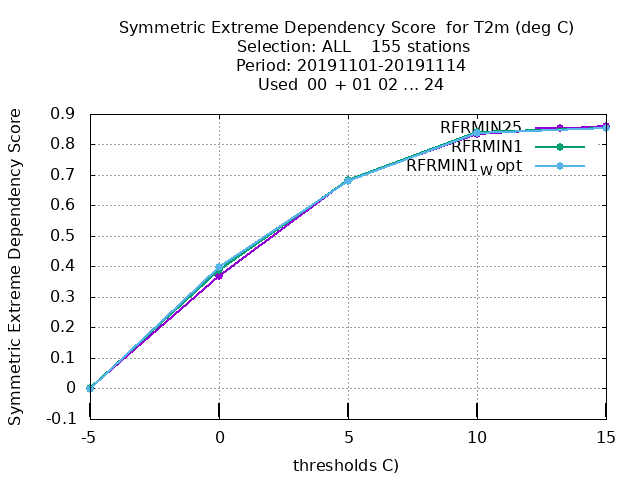 Symmetric Extreme Dependency Score  for T2m (deg C)
Selection: ALL    155 stations
Period: 20191101-20191114
Used  00  + 01 02 ... 24
Symmetric Extreme Dependency Score
0.9
0.8
0.7
0.6
0.5
0.4
0.3
0.2
0.1
0
-0.1
RFRMIN25
RFRMIN1
RFRMIN1W opt
-5 0 5 10 15
thresholds C)